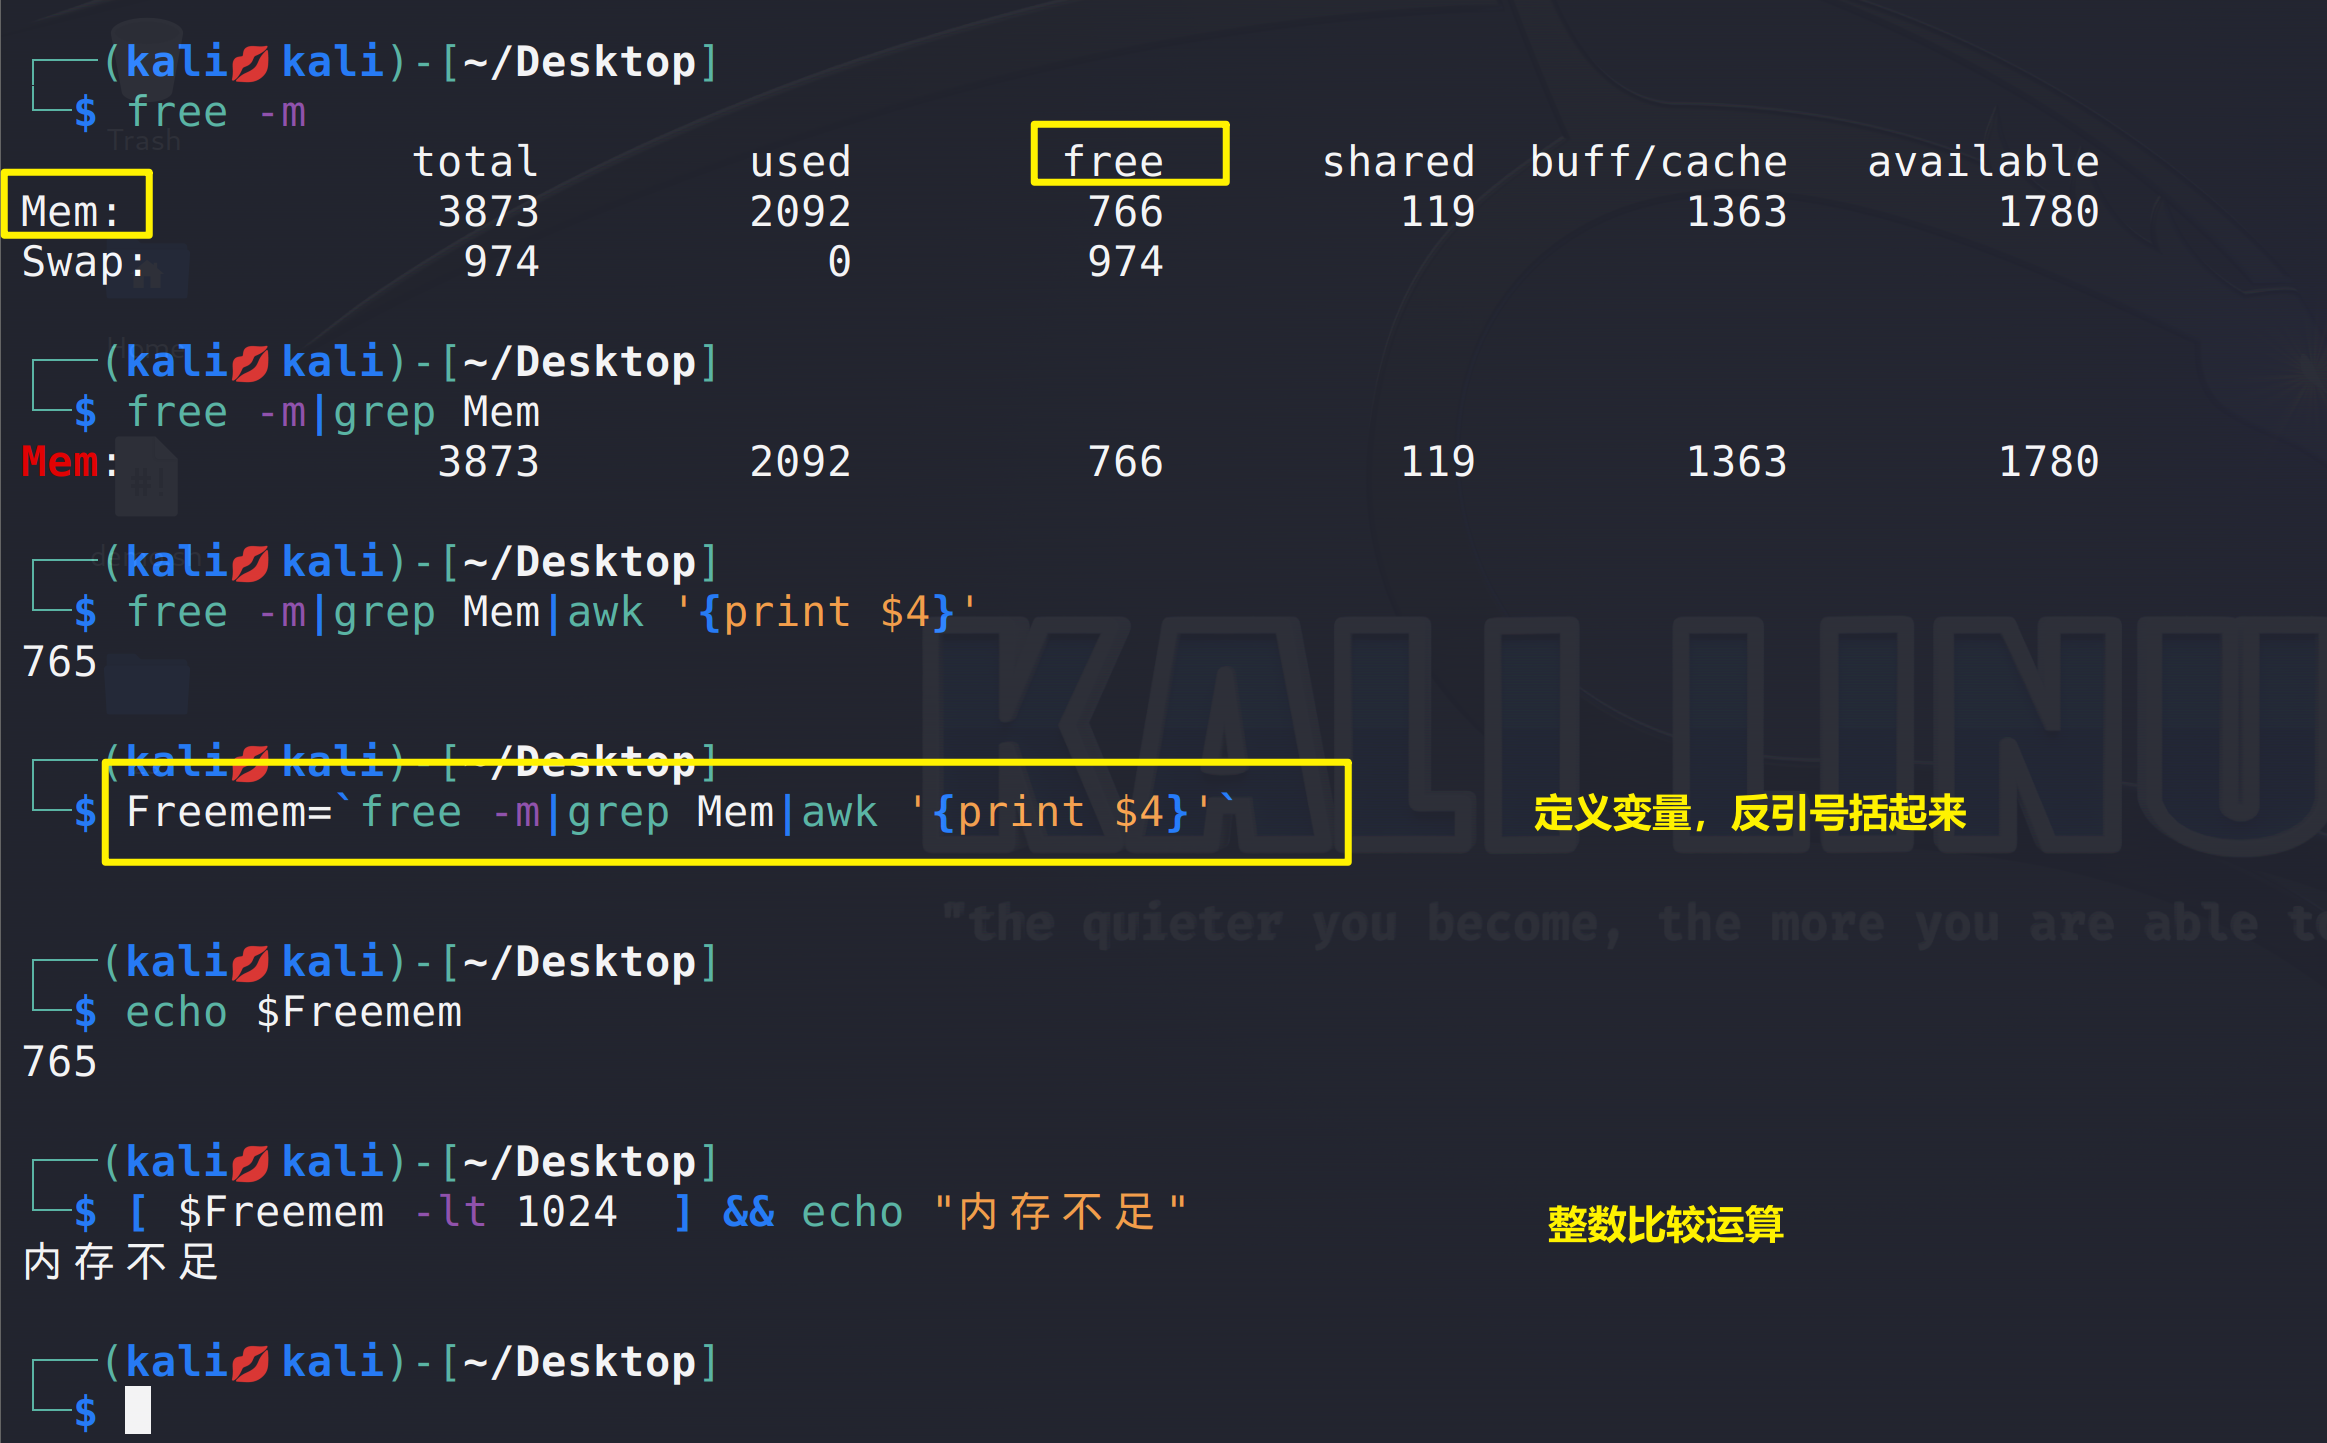 (kali💋kali)-[~/Desktop]
$ free -m
Trash
total used free shared buff/cache available
Mem: 3873 2092 766 119 1363 1780
Swap: 974 0 974
Home
(kali💋kali)-[~/Desktop]
$ free -m|grep Mem
Mem: 3873 2092 766 119 1363 1780
#!
(kali💋kali)-[~/Desktop]
$ free -m|grep Mem|awk '{print $4}'
765
KALI LINU
(kali💋kali)-[~/Desktop]
$ Freemem=`free -m|grep Mem|awk '{print $4}'` 定义变量，反引号括起来
"the quieter you become, the more you are able to
(kali💋kali)-[~/Desktop]
$ echo $Freemem
765
(kali💋kali)-[~/Desktop]
$ [ $Freemem -lt 1024  ] && echo "内存不足" 整数比较运算
内存不足
(kali💋kali)-[~/Desktop]
$